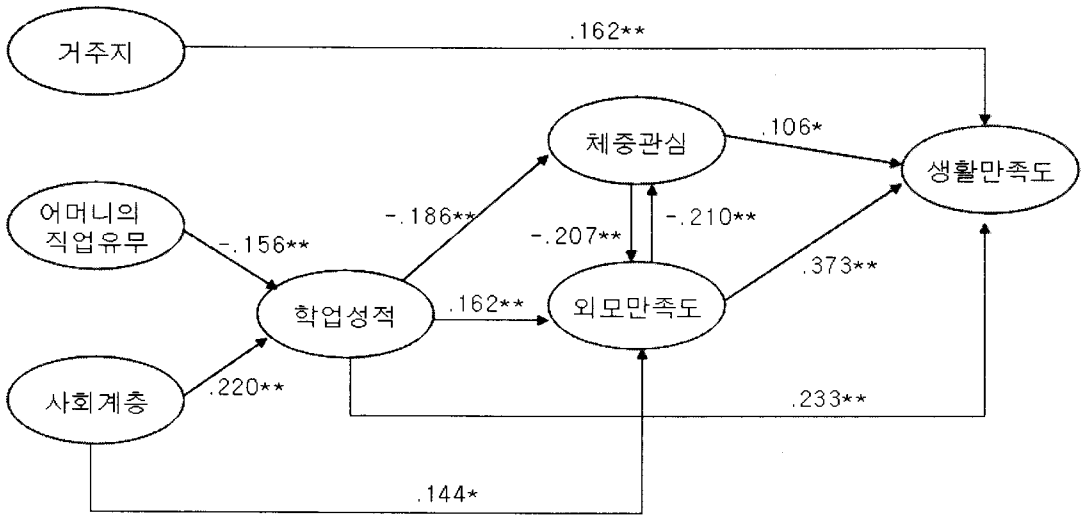 거주지
.162**
체중관심
.106*
생활만족도
어머니의
직업유무
-.156**
-.186**
-.207**
-.210**
.373**
학업성적
.162**
외모만족도
사회계층
.220**
.233**
.144*